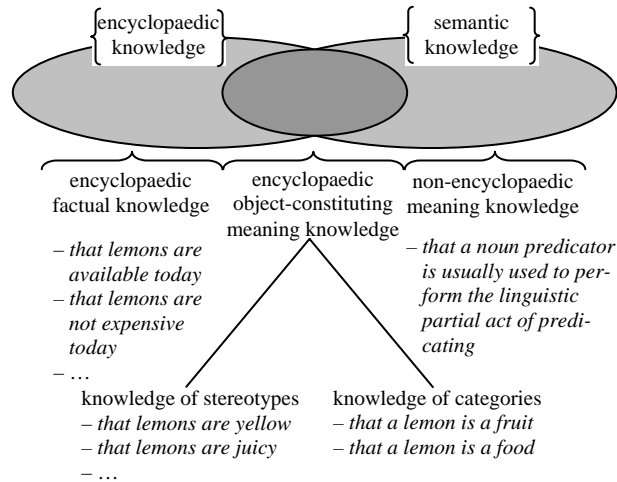 encyclopaedic
knowledge
semantic
knowledge
encyclopaedic
factual knowledge
– that lemons are
available today
– that lemons are
not expensive
today
– …
encyclopaedic
object-constituting
meaning knowledge
non-encyclopaedic
meaning knowledge
– that a noun predicator
is usually used to per-
form the linguistic
partial act of predi-
cating
knowledge of stereotypes
– that lemons are yellow
– that lemons are juicy
– …
knowledge of categories
– that a lemon is a fruit
– that a lemon is a food